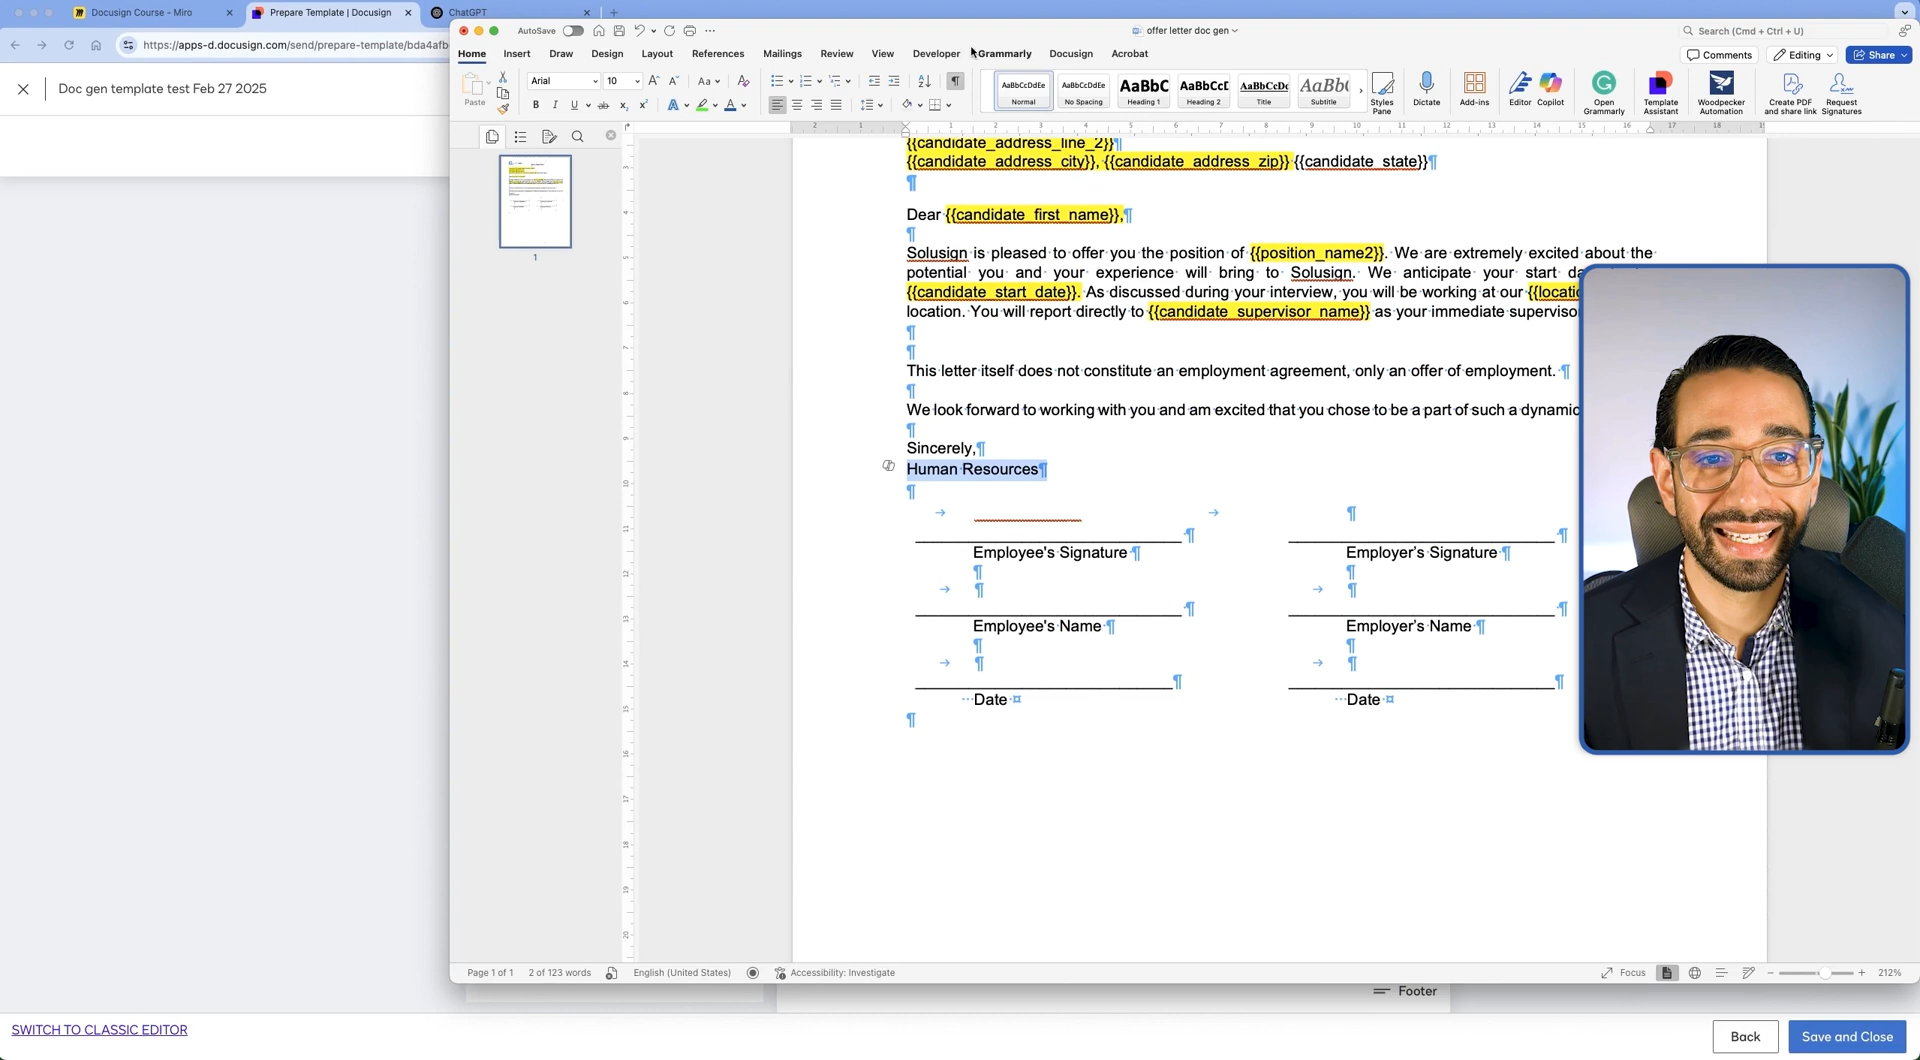 Docusign Course - Miro
Prepare Template | Docusign
ChatGPT
https://apps-d.docusign.com/send/prepare-template/bda4afb
Doc gen template test Feb 27 2025
AutoSave
offer letter doc gen
Search (Cmd + Ctrl + U)
Home Insert Draw Design Layout References Mailings Review View Developer Grammarly Docusign Acrobat
Comments
Editing
Share
Paste
Arial
10
AaBbCcDdEe
Normal
AaBbCcDdEe
No Spacing
AaBbC
Heading 1
AaBbCcD
Heading 2
AaBbCcDd
Title
AaBbC
Subtitle
Styles
Pane
Dictate
Add-ins
Editor
Copilot
Open
Grammarly
Template
Assistant
Woodpecker
Automation
Create PDF
and share link
Request
Signatures
1
{{candidate_address_line_2}}¶
{{candidate_address_city}}, {{candidate_address_zip}} {{candidate_state}}¶
¶
Dear {{candidate_first_name}},¶
¶
Solusign is pleased to offer you the position of {{position_name2}}. We are extremely excited about the
potential you and your experience will bring to Solusign. We anticipate your start da
{{candidate_start_date}}. As discussed during your interview, you will be working at our {{locatio
location. You will report directly to {{candidate_supervisor_name}} as your immediate supervisor
¶
¶
This letter itself does not constitute an employment agreement, only an offer of employment. ¶
¶
We look forward to working with you and am excited that you chose to be a part of such a dynamic
¶
Sincerely,¶
Human Resources¶
¶
Employee's Signature ¶
Employer's Signature ¶
Employee's Name ¶
Employer's Name ¶
Date
Date
¶
Page 1 of 1
2 of 123 words
English (United States)
Accessibility: Investigate
Focus
212%
Footer
SWITCH TO CLASSIC EDITOR
Back
Save and Close